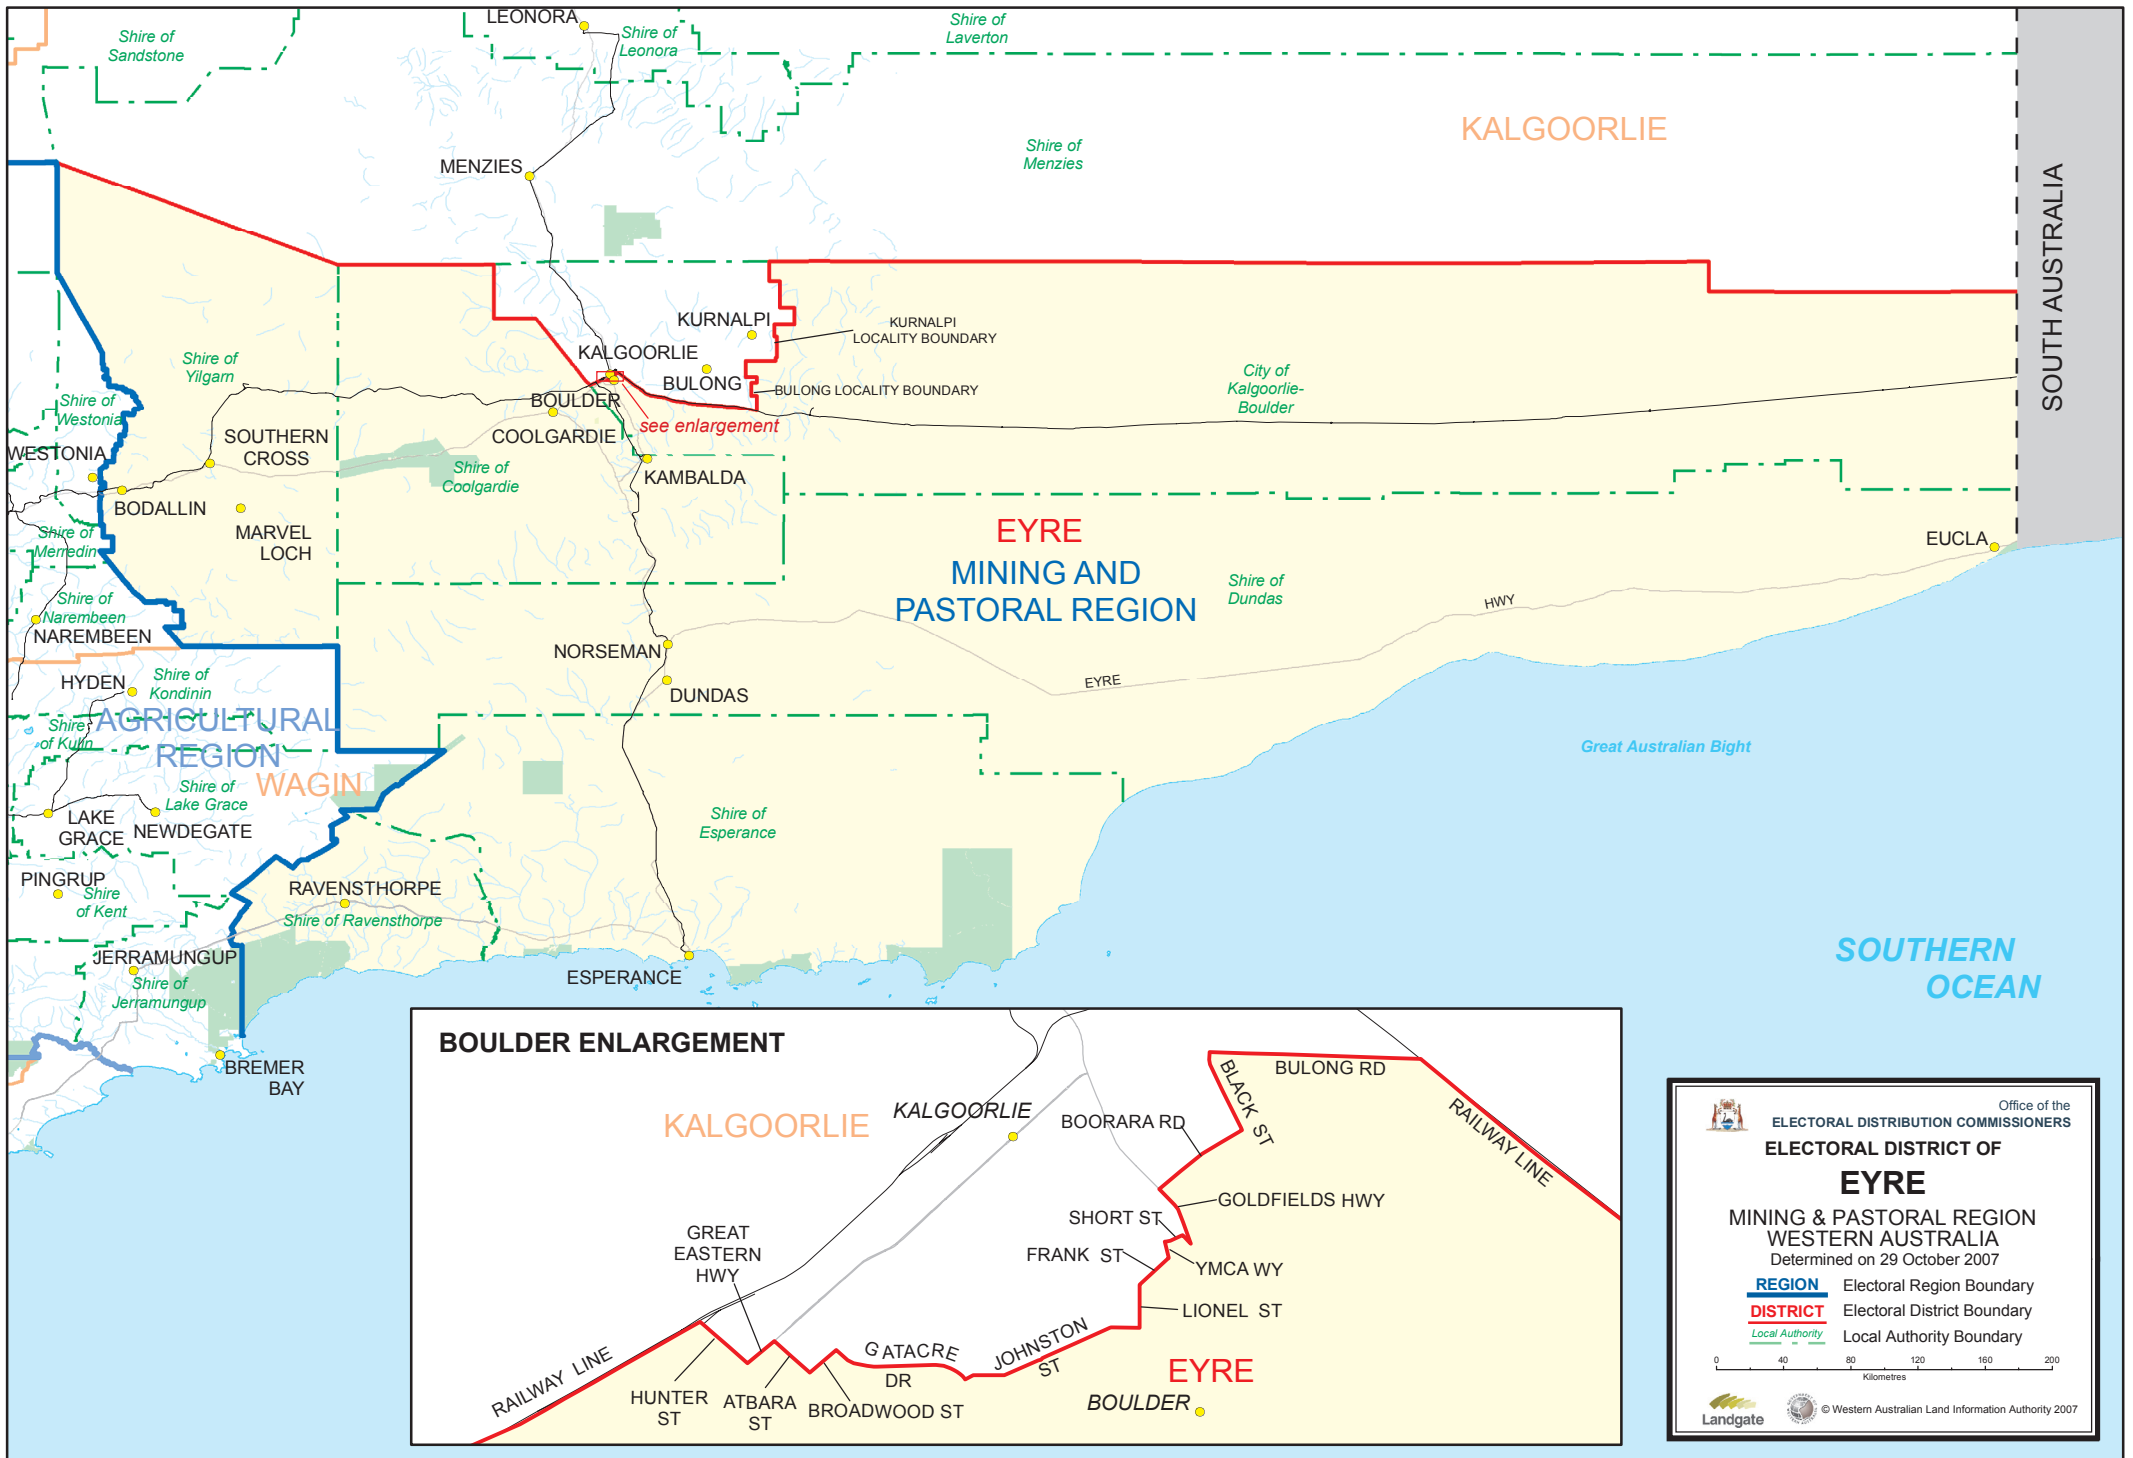 LEONORA
Shire of
Sandstone
Shire of
Leonora
Shire of
Laverton
KALGOORLIE
Shire of
Menzies
MENZIES
SOUTH AUSTRALIA
KURNALPI
KURNALPI
LOCALITY BOUNDARY
KALGOORLIE
BULONG
BULONG LOCALITY BOUNDARY
Shire of
Yilgarn
City of
Kalgoorlie-
Boulder
Shire of
Westonia
BOULDER
see enlargement
COOLGARDIE
SOUTHERN
CROSS
WESTONIA
Shire of
Coolgardie
KAMBALDA
BODALLIN
MARVEL
LOCH
Shire of
Merredin
EYRE
MINING AND
PASTORAL REGION
EUCLA
Shire of
Dundas
HWY
EYRE
Shire of
Narembeen
NAREMBEEN
NORSEMAN
DUNDAS
HYDEN
Shire of
Kondinin
AGRICULTURAL
REGION
Shire
of Kulin
WAGIN
Shire of
Lake Grace
LAKE
GRACE
NEWDEGATE
Great Australian Bight
Shire of
Esperance
PINGRUP
Shire
of Kent
RAVENSTHORPE
Shire of Ravensthorpe
JERRAMUNGUP
Shire of
Jerramungup
ESPERANCE
SOUTHERN
OCEAN
BREMER
BAY
BOULDER ENLARGEMENT
KALGOORLIE
KALGOORLIE
BOORARA RD
BLACK ST
BULONG RD
RAILWAY LINE
GOLDFIELDS HWY
SHORT ST
FRANK ST
YMCA WY
LIONEL ST
GREAT
EASTERN
HWY
RAILWAY LINE
HUNTER
ST
ATBARA
ST
BROADWOOD ST
GATACRE
DR
JOHNSTON
ST
EYRE
BOULDER
Office of the
ELECTORAL DISTRIBUTION COMMISSIONERS
ELECTORAL DISTRICT OF
EYRE
MINING & PASTORAL REGION
WESTERN AUSTRALIA
Determined on 29 October 2007
REGION Electoral Region Boundary
DISTRICT Electoral District Boundary
Local Authority Local Authority Boundary
0 40 80 120 160 200
Kilometres
Landgate
© Western Australian Land Information Authority 2007